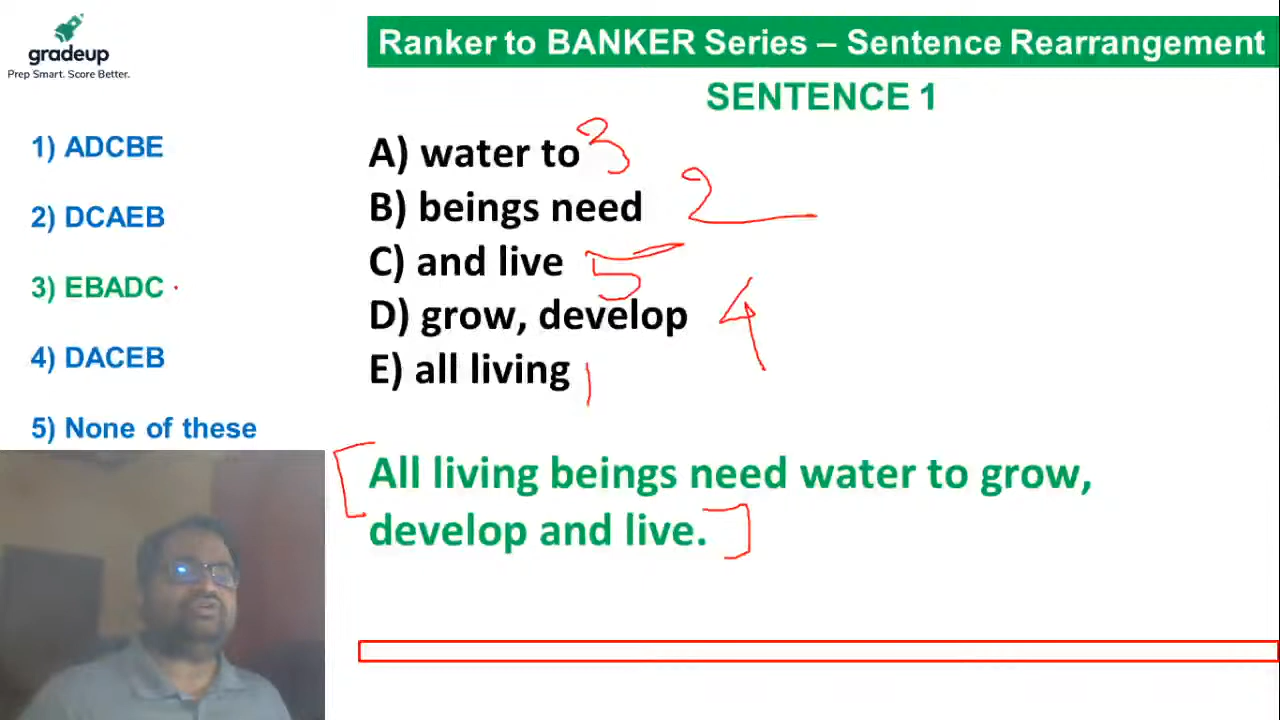 gradeup
Prep Smart. Score Better.
Ranker to BANKER Series – Sentence Rearrangement
SENTENCE 1
1) ADCBE
2) DCAEB
3) EBADC
4) DACEB
5) None of these
A) water to 3
B) beings need 2
C) and live 5
D) grow, develop 4
E) all living 1
All living beings need water to grow,
develop and live.